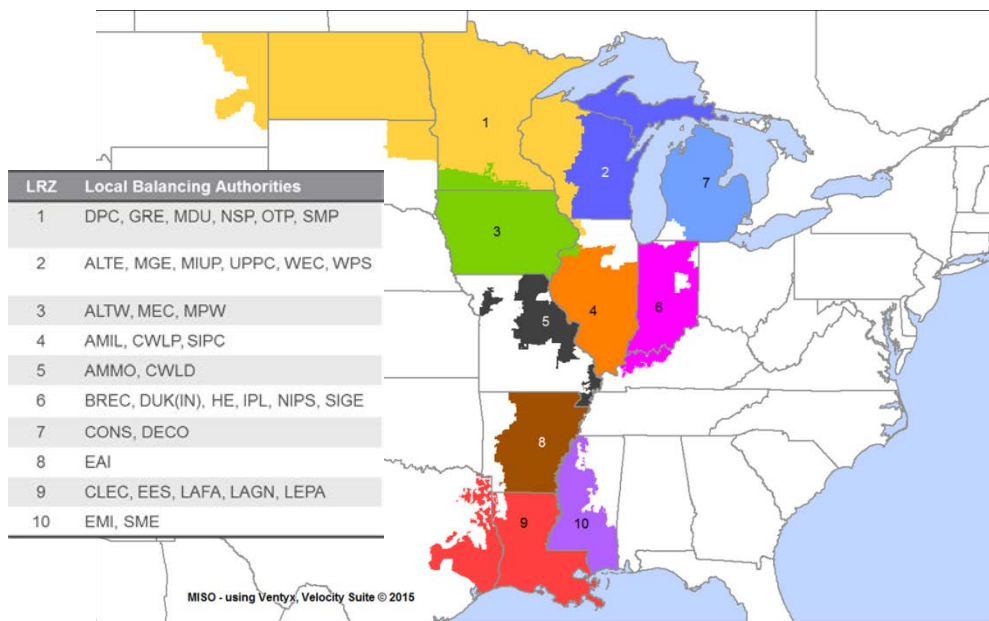 LRZ Local Balancing Authorities
1 DPC, GRE, MDU, NSP, OTP, SMP
2 ALTE, MGE, MIUP, UPPC, WEC, WPS
3 ALTW, MEC, MPW
4 AMIL, CWLP, SIPC
5 AMMO, CWLD
6 BREC, DUK(IN), HE, IPL, NIPS, SIGE
7 CONS, DECO
8 EAI
9 CLEC, EES, LAFA, LAGN, LEPA
10 EMI, SME
1
2
7
3
4
6
5
8
9
10
MISO - using Ventyx, Velocity Suite © 2015